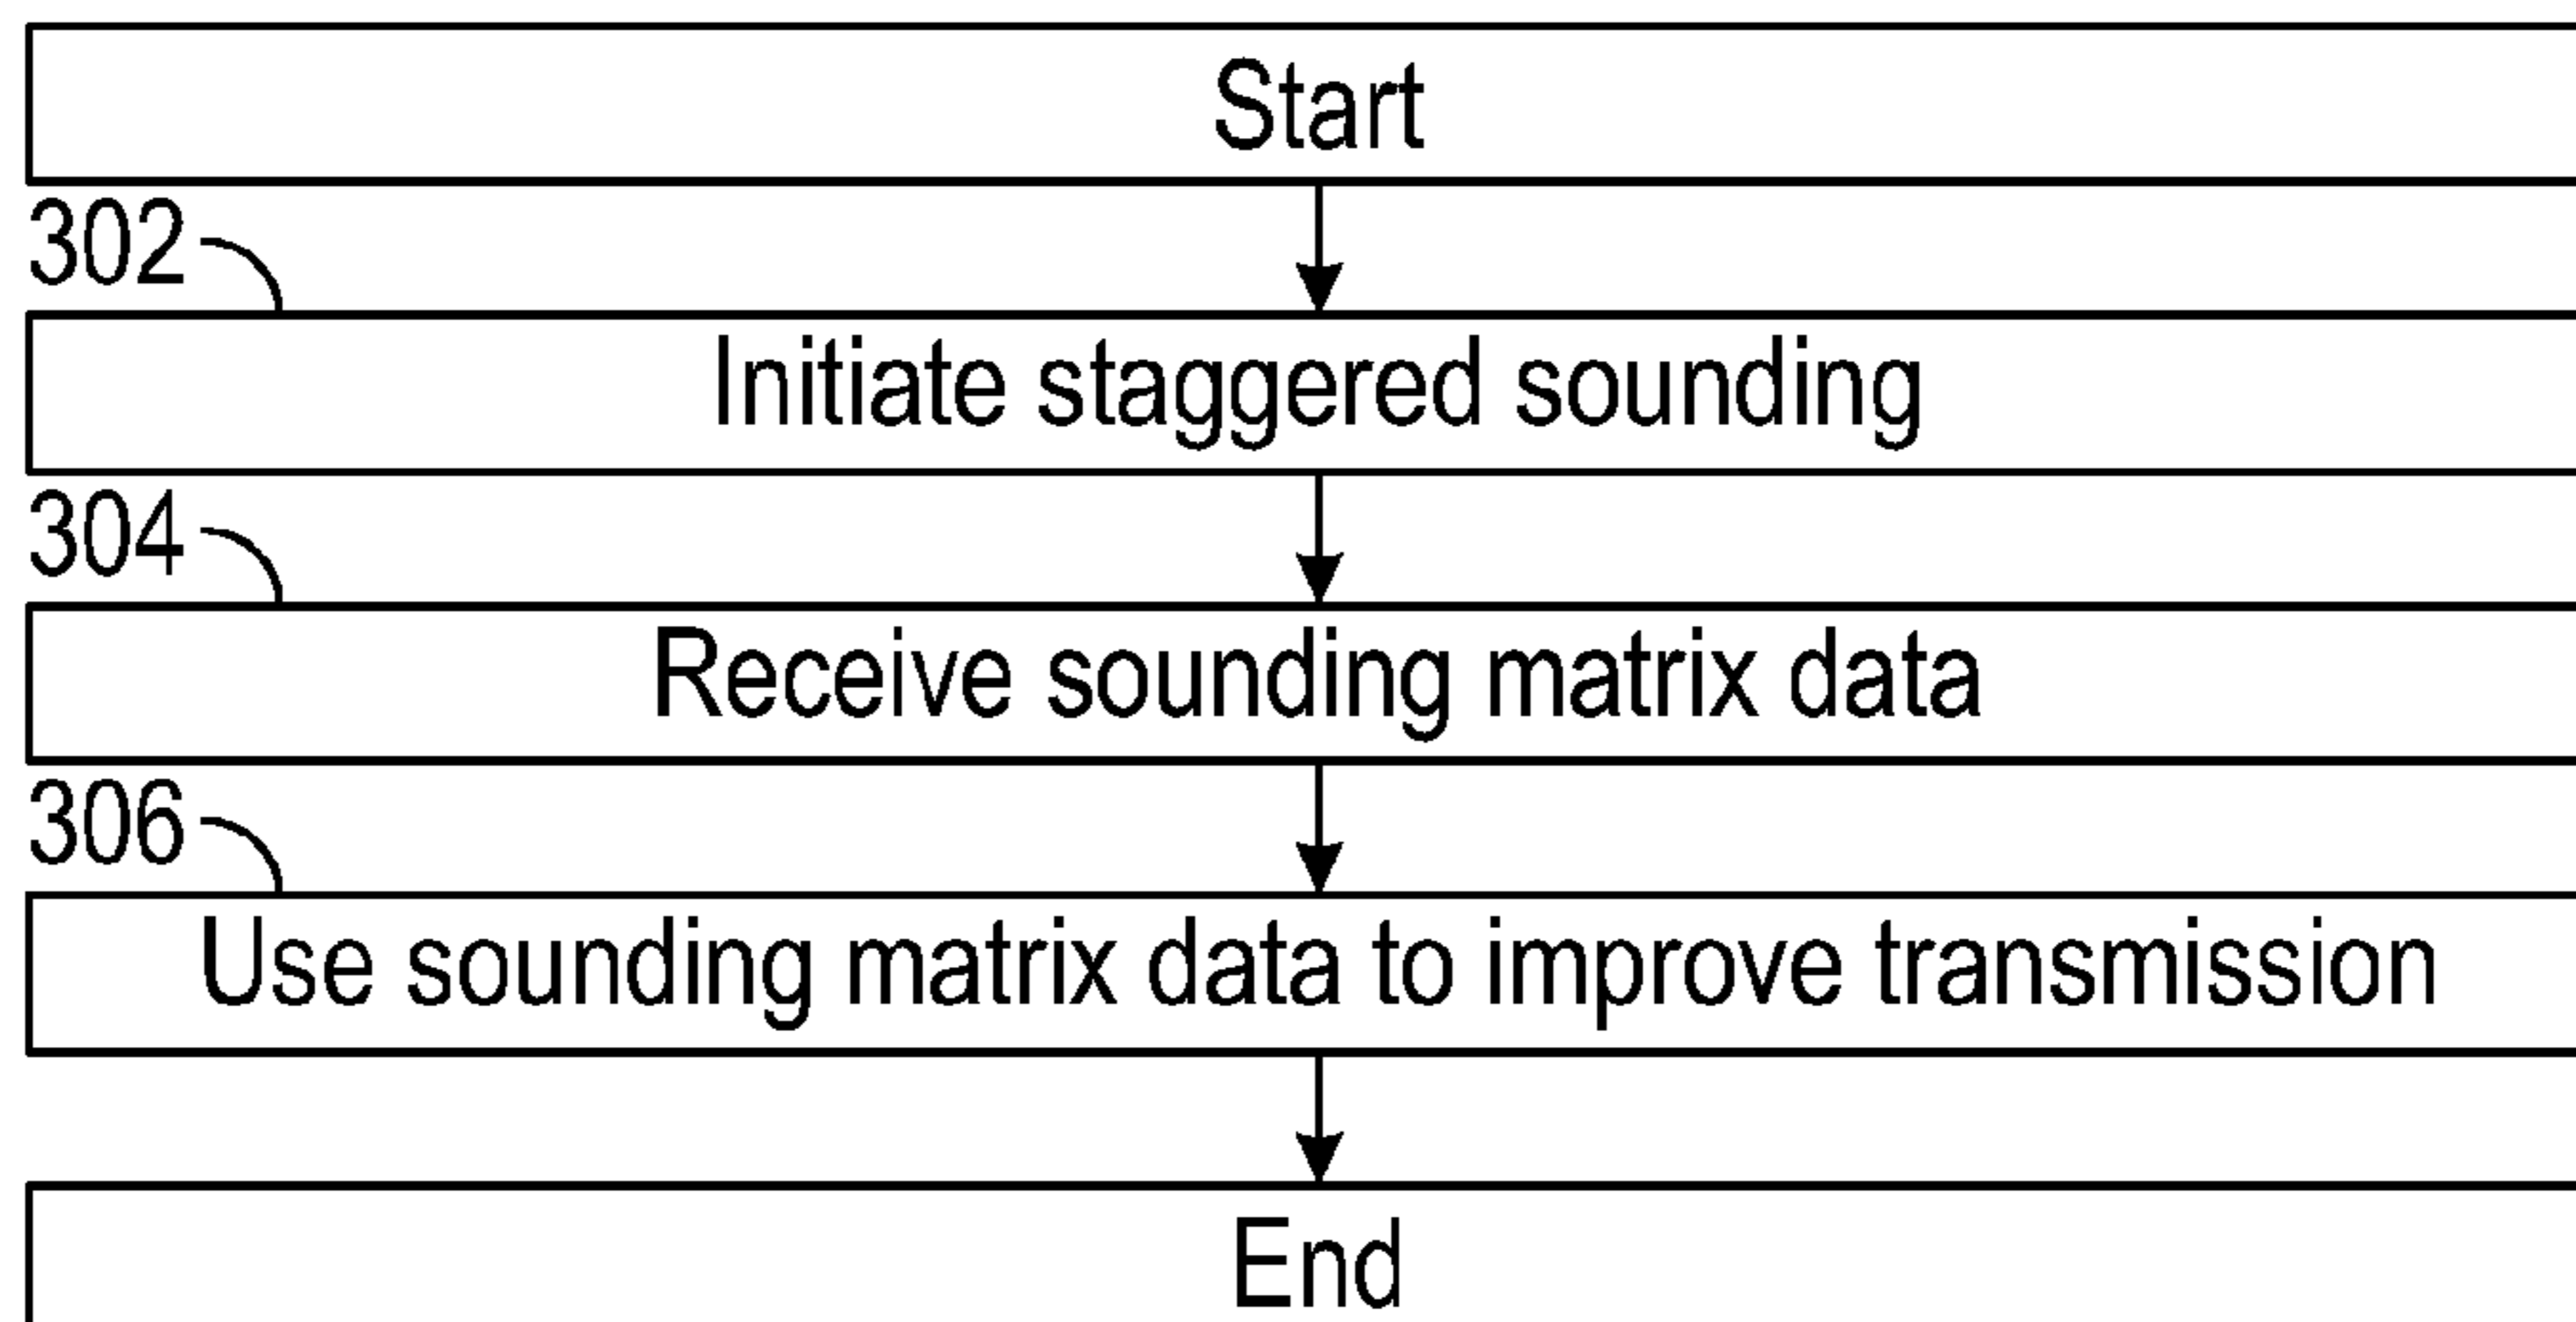 Start
302
Initiate staggered sounding
304
Receive sounding matrix data
306
Use sounding matrix data to improve transmission
End